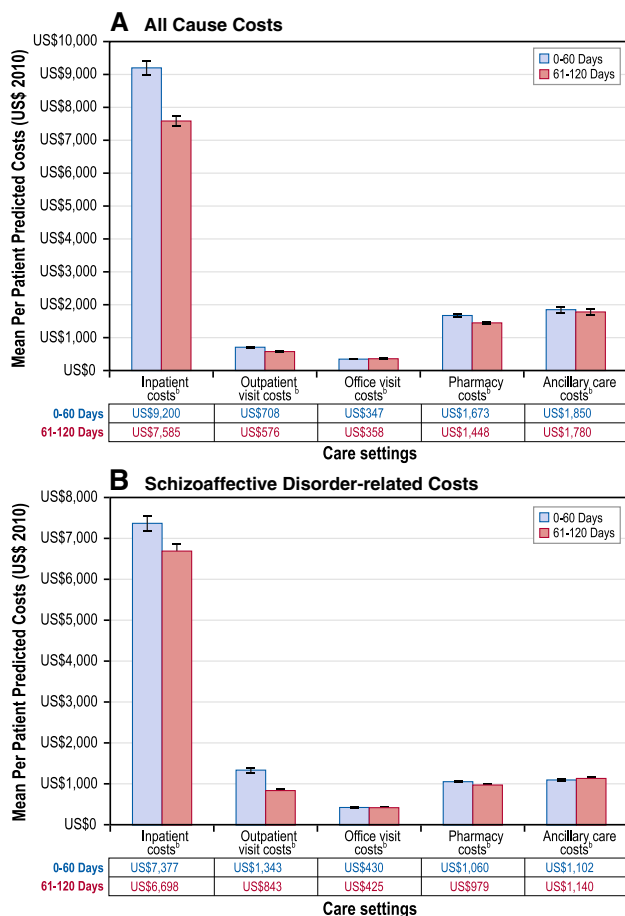 A All Cause Costs
US$10,000
US$9,000
US$8,000
US$7,000
US$6,000
US$5,000
US$4,000
US$3,000
US$2,000
US$1,000
US$0
Mean Per Patient Predicted Costs (US$ 2010)
0-60 Days
61-120 Days
Inpatient costsᵇ
Outpatient visit costsᵇ
Office visit costsᵇ
Pharmacy costsᵇ
Ancillary care costsᵇ
0-60 Days US$9,200 US$708 US$347 US$1,673 US$1,850
61-120 Days US$7,585 US$576 US$358 US$1,448 US$1,780
Care settings
B Schizoaffective Disorder-related Costs
US$8,000
US$7,000
US$6,000
US$5,000
US$4,000
US$3,000
US$2,000
US$1,000
US$0
Mean Per Patient Predicted Costs (US$ 2010)
0-60 Days
61-120 Days
Inpatient costsᵇ
Outpatient visit costsᵇ
Office visit costsᵇ
Pharmacy costsᵇ
Ancillary care costsᵇ
0-60 Days US$7,377 US$1,343 US$430 US$1,060 US$1,102
61-120 Days US$6,698 US$843 US$425 US$979 US$1,140
Care settings